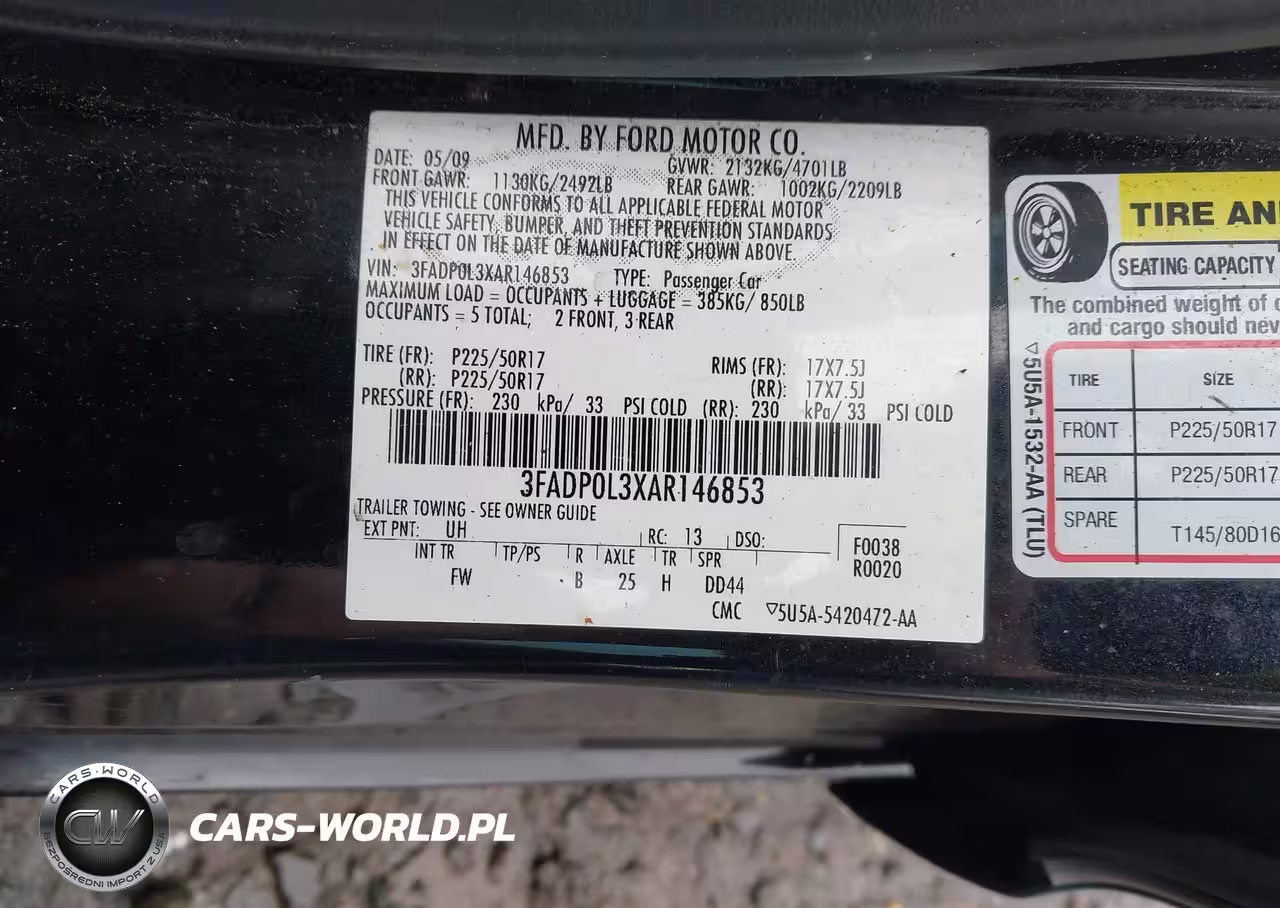 MFD. BY FORD MOTOR CO.
DATE: 05/09 GVWR: 2132KG/4701LB
FRONT GAWR: 1130KG/2492LB REAR GAWR: 1002KG/2209LB
THIS VEHICLE CONFORMS TO ALL APPLICABLE FEDERAL MOTOR
VEHICLE SAFETY, BUMPER, AND THEFT PREVENTION STANDARDS
IN EFFECT ON THE DATE OF MANUFACTURE SHOWN ABOVE.
VIN: 3FADP0L3XAR146853 TYPE: Passenger Car
MAXIMUM LOAD = OCCUPANTS + LUGGAGE = 385KG/ 850LB
OCCUPANTS = 5 TOTAL; 2 FRONT, 3 REAR
TIRE (FR): P225/50R17 RIMS (FR): 17X7.5J
(RR): P225/50R17 (RR): 17X7.5J
PRESSURE (FR): 230 kPa/ 33 PSI COLD (RR): 230 kPa/ 33 PSI COLD
3FADP0L3XAR146853
TRAILER TOWING - SEE OWNER GUIDE
EXT PNT: UH RC: 13 DSO:
INT TR TP/PS R AXLE TR SPR
FW B 25 H DD44
F0038
R0020
CMC ▽5U5A-5420472-AA
TIRE AN
SEATING CAPACITY
The combined weight of
and cargo should nev
▽5U5A-1532-AA (TLU)
TIRE SIZE
FRONT P225/50R17
REAR P225/50R17
SPARE T145/80D16
CARS-WORLD
CW
BEZPOŚREDNI IMPORT Z USA
CARS-WORLD.PL